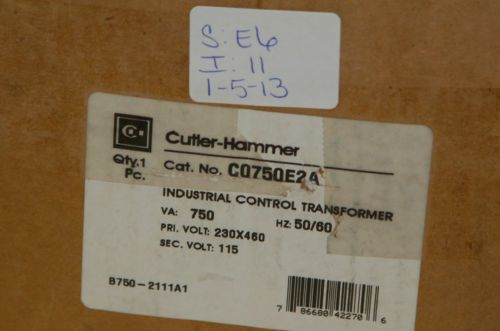 S: E6
I: 11
1-5-13
Cutler-Hammer
Qty.1 Pc.
Cat. No. CO750E2A
INDUSTRIAL CONTROL TRANSFORMER
VA: 750 HZ: 50/60
PRI. VOLT: 230X460
SEC. VOLT: 115
B750-2111A1
7 86680 42270 6